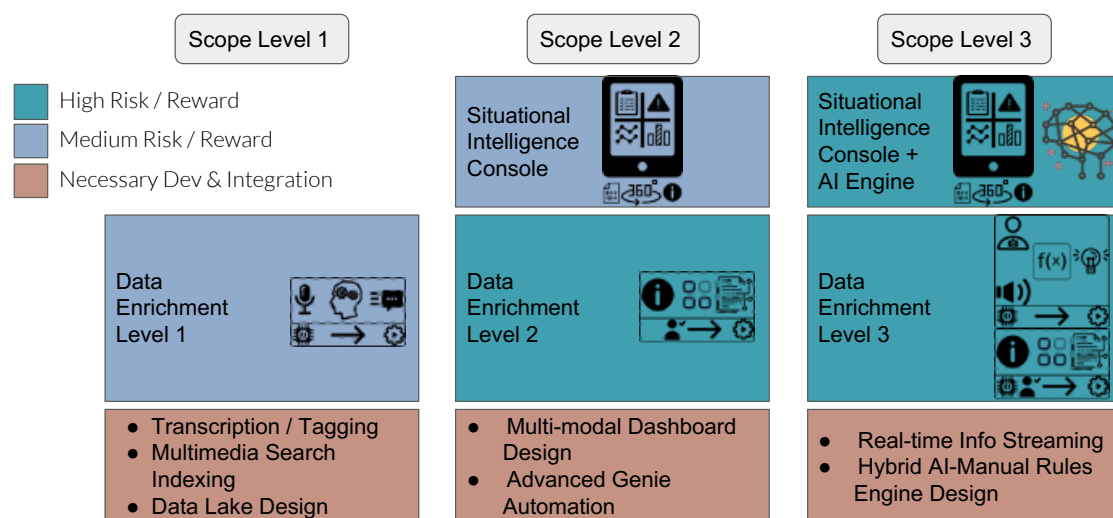 Scope Level 1
Scope Level 2
Scope Level 3
High Risk / Reward
Medium Risk / Reward
Necessary Dev & Integration
Situational
Intelligence
Console
360°
Situational
Intelligence
Console +
AI Engine
360°
Data
Enrichment
Level 1
Data
Enrichment
Level 2
Data
Enrichment
Level 3
f(x)
● Transcription / Tagging
● Multimedia Search
Indexing
● Data Lake Design
● Multi-modal Dashboard
Design
● Advanced Genie
Automation
● Real-time Info Streaming
● Hybrid AI-Manual Rules
Engine Design